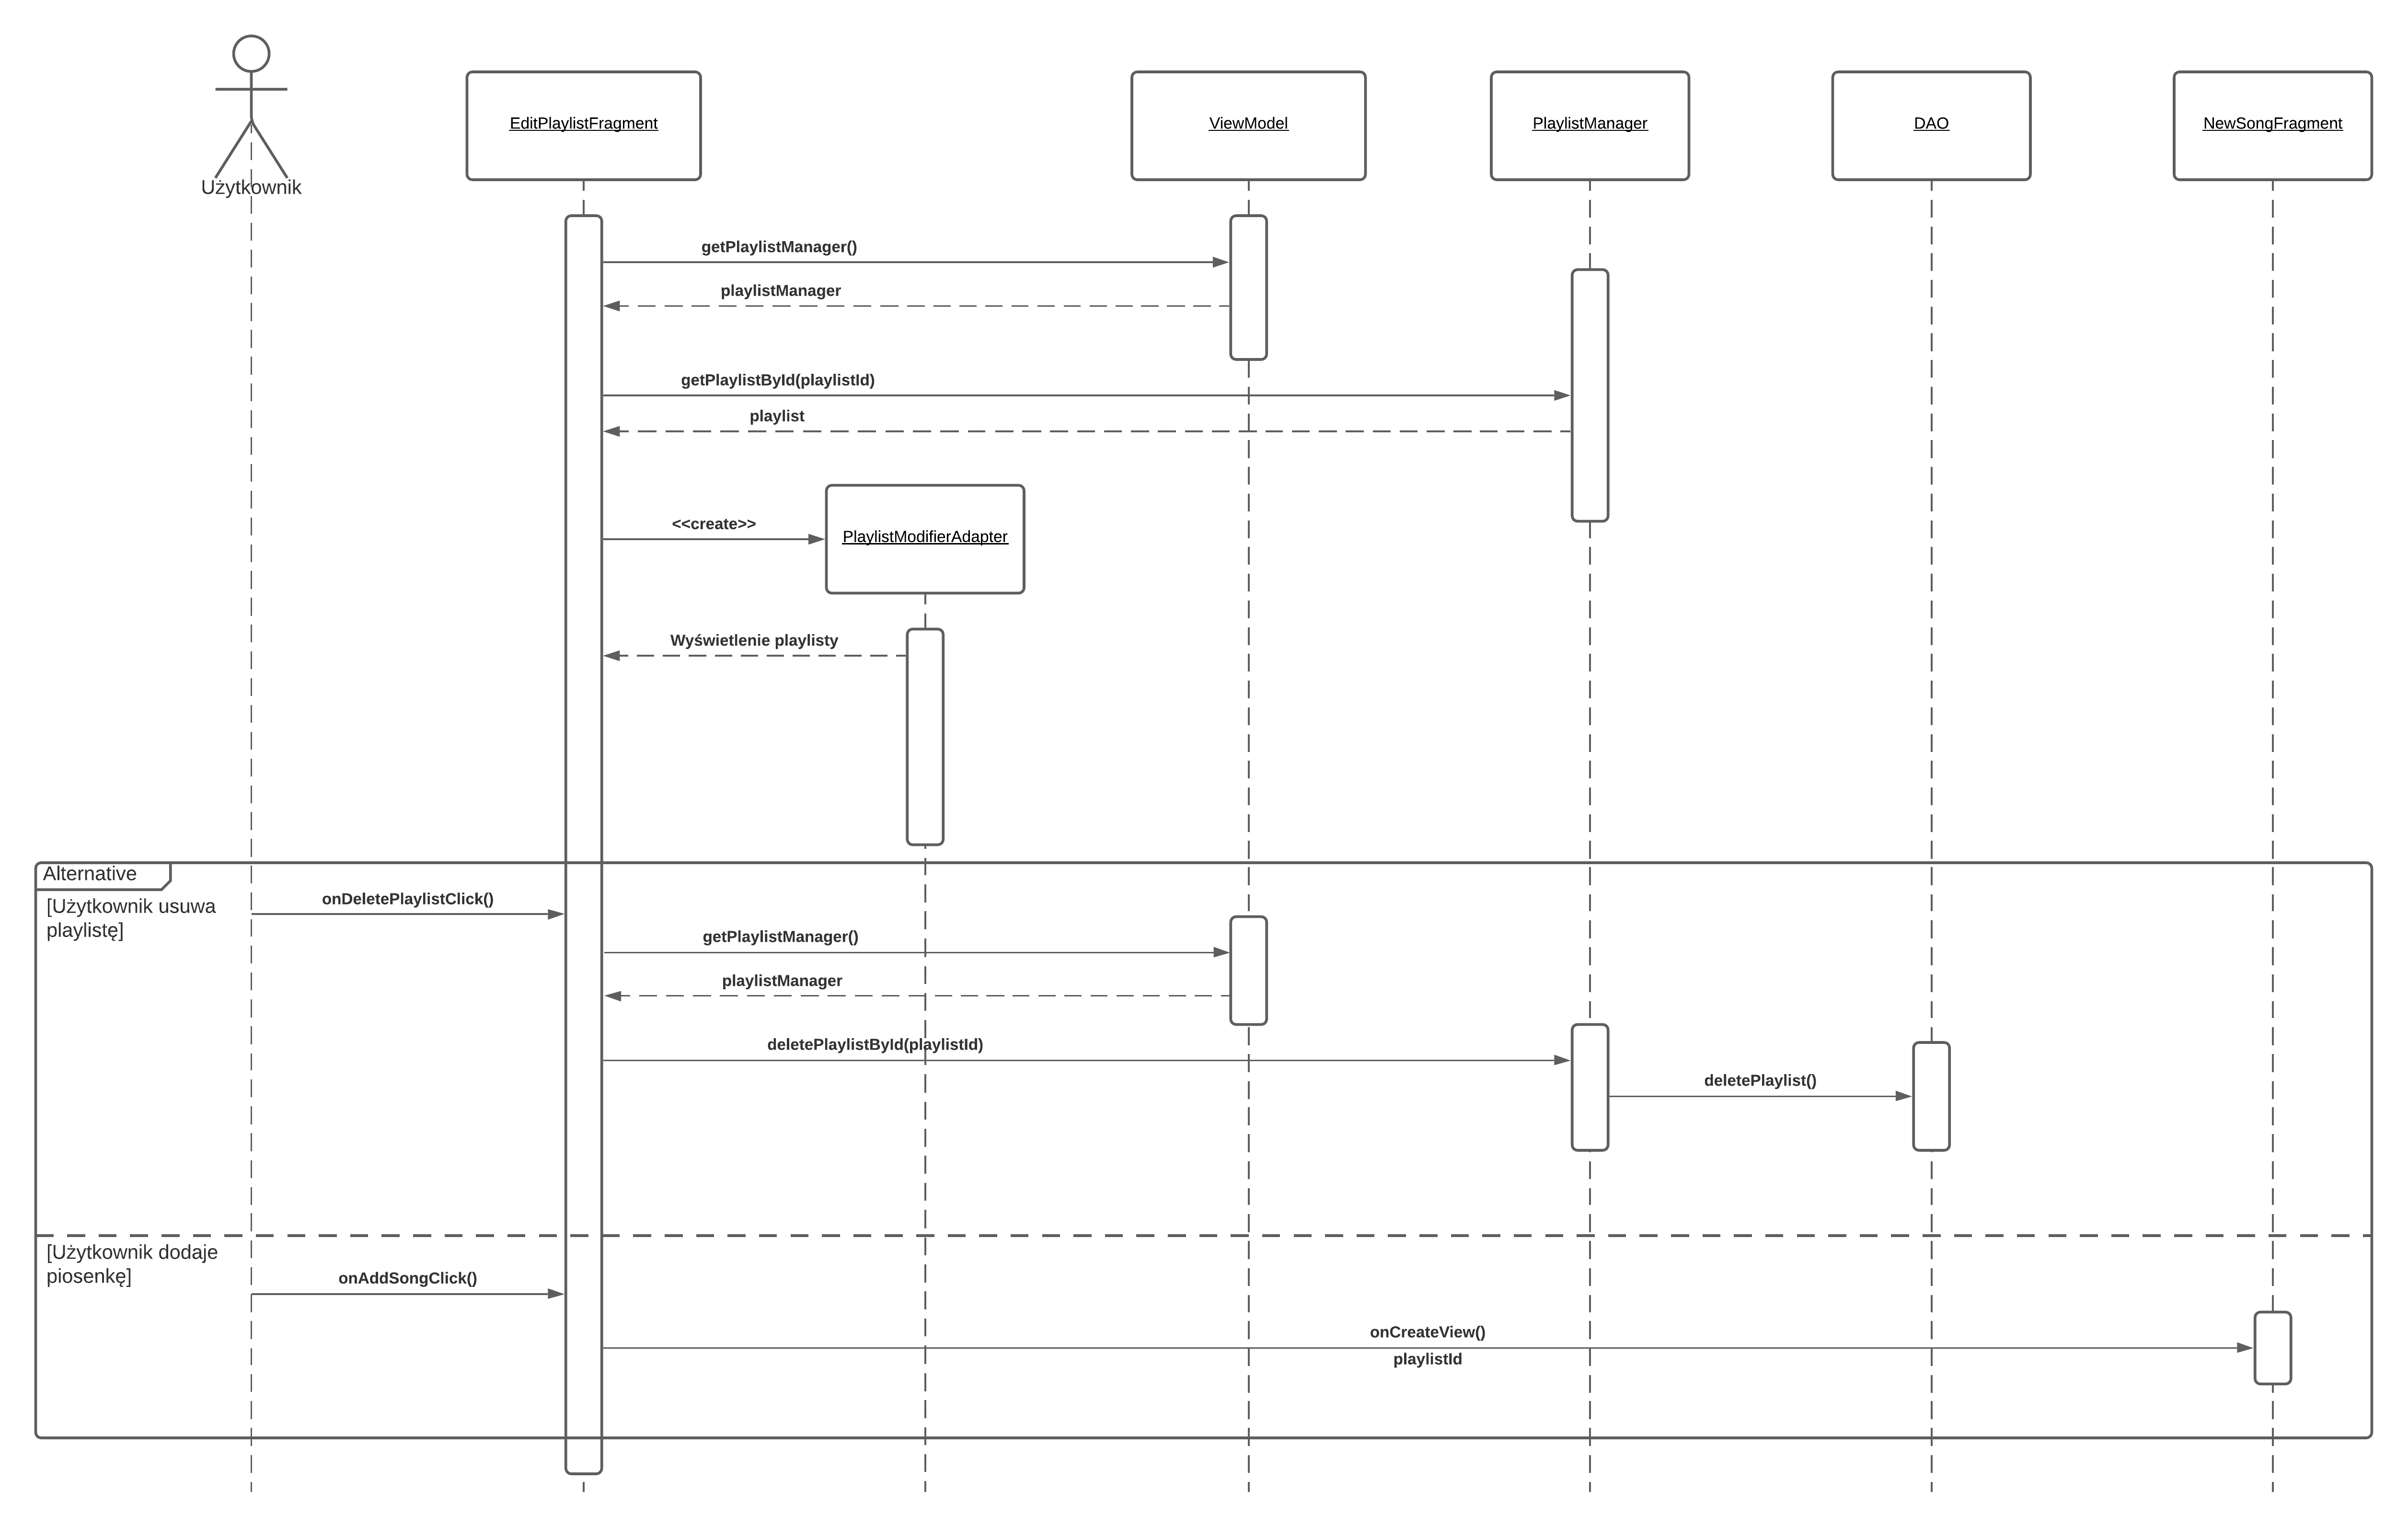 Użytkownik
EditPlaylistFragment
ViewModel
PlaylistManager
DAO
NewSongFragment
getPlaylistManager()
playlistManager
getPlaylistById(playlistId)
playlist
<<create>>
PlaylistModifierAdapter
Wyświetlenie playlisty
Alternative
[Użytkownik usuwa
playlistę]
onDeletePlaylistClick()
getPlaylistManager()
playlistManager
deletePlaylistById(playlistId)
deletePlaylist()
[Użytkownik dodaje
piosenkę]
onAddSongClick()
onCreateView()
playlistId